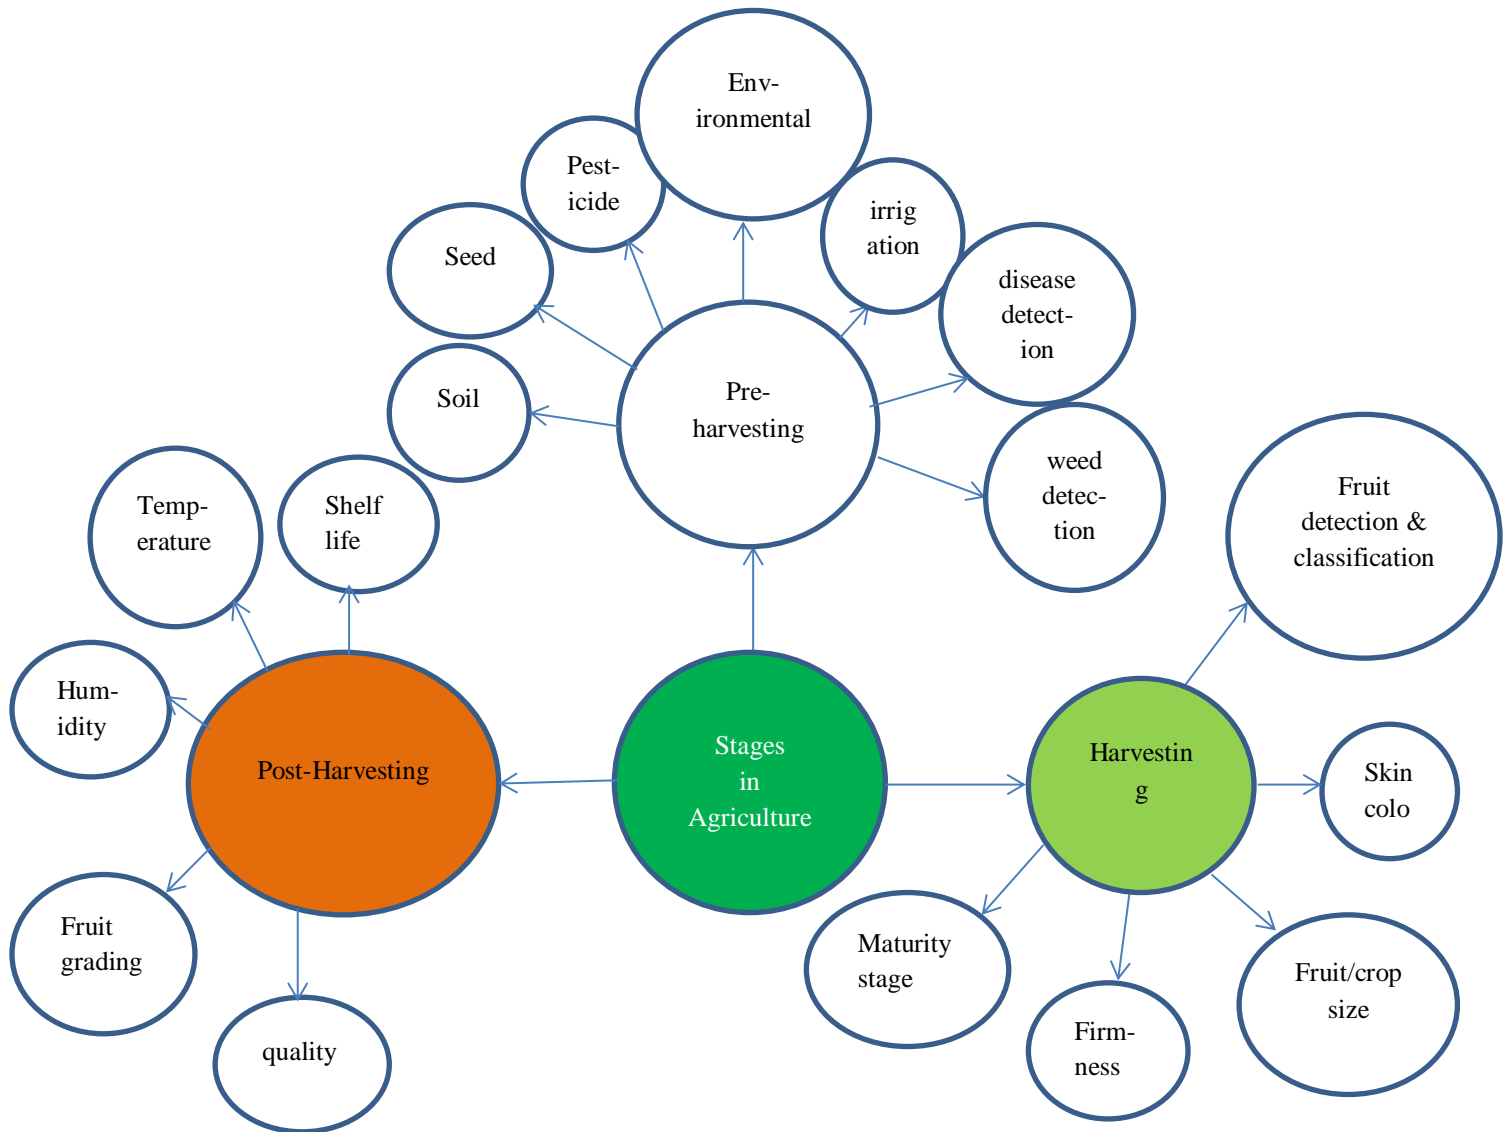 Env-
ironmental
Pest-
icide
irrig
ation
Seed
disease
detect-
ion
Soil
Pre-
harvesting
weed
detec-
tion
Temp-
erature
Shelf
life
Fruit
detection &
classification
Hum-
idity
Post-Harvesting
Stages
in
Agriculture
Harvestin
g
Skin
colo
Fruit
grading
Maturity
stage
Fruit/crop
size
quality
Firm-
ness